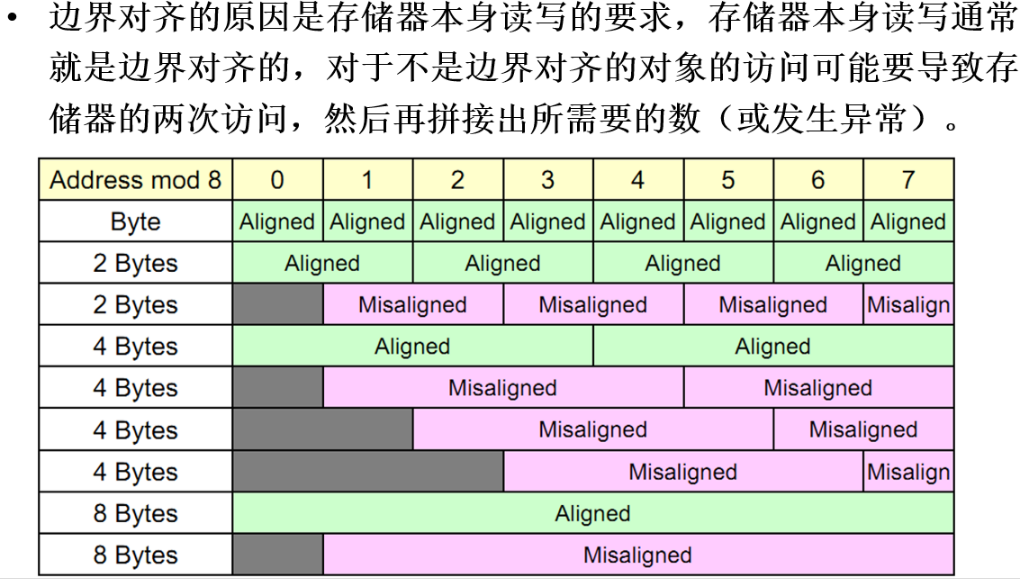 • 边界对齐的原因是存储器本身读写的要求，存储器本身读写通常
就是边界对齐的，对于不是边界对齐的对象的访问可能要导致存
储器的两次访问，然后再拼接出所需要的数（或发生异常）。
Address mod 8 0 1 2 3 4 5 6 7
Byte Aligned Aligned Aligned Aligned Aligned Aligned Aligned Aligned
2 Bytes Aligned Aligned Aligned Aligned
2 Bytes Misaligned Misaligned Misaligned Misalign
4 Bytes Aligned Aligned
4 Bytes Misaligned Misaligned
4 Bytes Misaligned Misaligned
4 Bytes Misaligned Misalign
8 Bytes Aligned
8 Bytes Misaligned